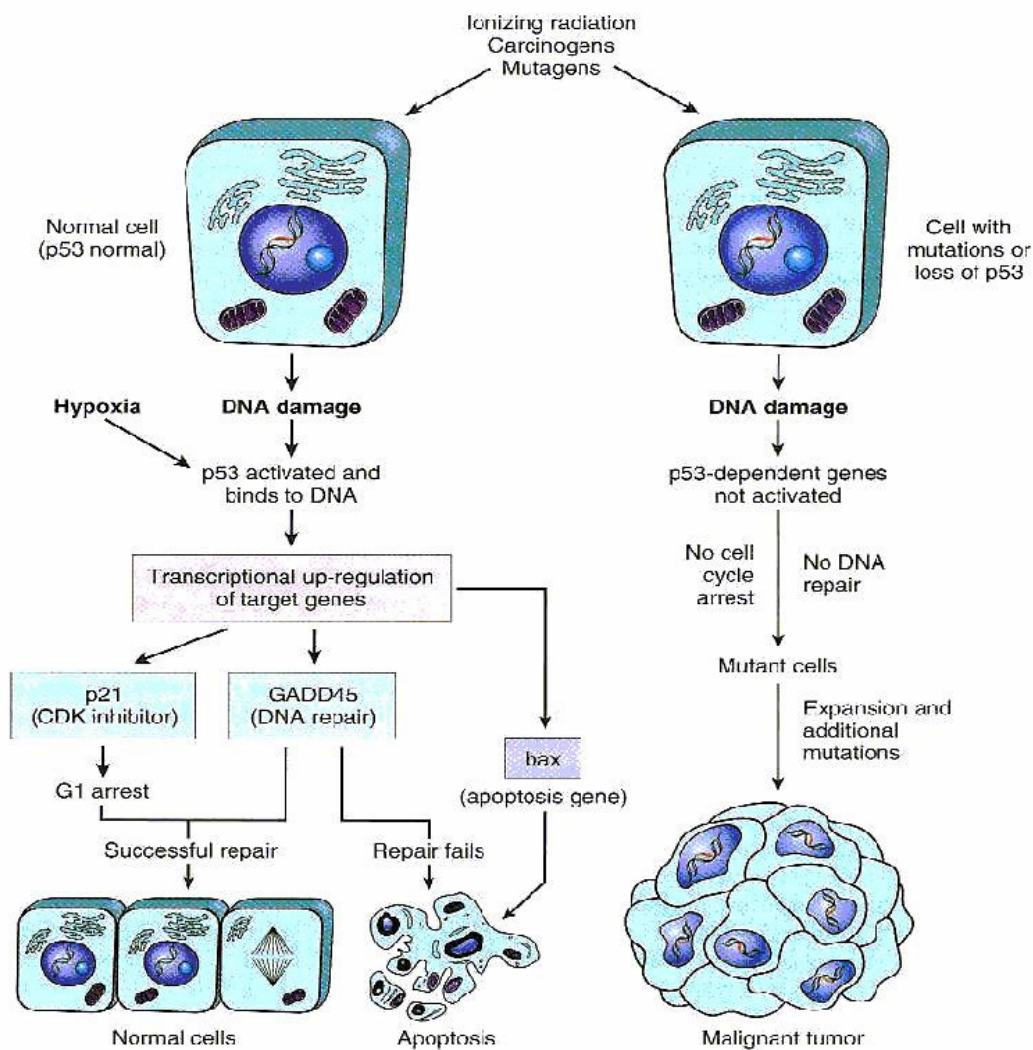 Ionizing radiation
Carcinogens
Mutagens
Normal cell
(p53 normal)
Cell with
mutations or
loss of p53
Hypoxia
DNA damage
DNA damage
p53 activated and
binds to DNA
p53-dependent genes
not activated
Transcriptional up-regulation
of target genes
No cell
cycle
arrest
No DNA
repair
p21
(CDK inhibitor)
GADD45
(DNA repair)
Mutant cells
bax
(apoptosis gene)
Expansion and
additional
mutations
G1 arrest
Successful repair
Repair fails
Normal cells
Apoptosis
Malignant tumor